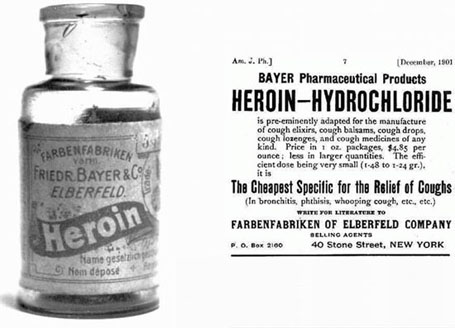 FARBENFABRIKEN
vorm.
FRIEDR. BAYER & Co.
ELBERFELD.
Heroin
Name gesetzlich
Nom déposé
Am. J. Ph.] 7 [December, 1901
BAYER Pharmaceutical Products
HEROIN—HYDROCHLORIDE
is pre-eminently adapted for the manufacture
of cough elixirs, cough balsams, cough drops,
cough lozenges, and cough medicines of any
kind. Price in 1 oz. packages, $4.85 per
ounce; less in larger quantities. The effi-
cient dose being very small (1-48 to 1-24 gr.),
it is
The Cheapest Specific for the Relief of Coughs
(In bronchitis, phthisis, whooping cough, etc., etc.)
WRITE FOR LITERATURE TO
FARBENFABRIKEN OF ELBERFELD COMPANY
SELLING AGENTS
P. O. Box 2160 40 Stone Street, NEW YORK